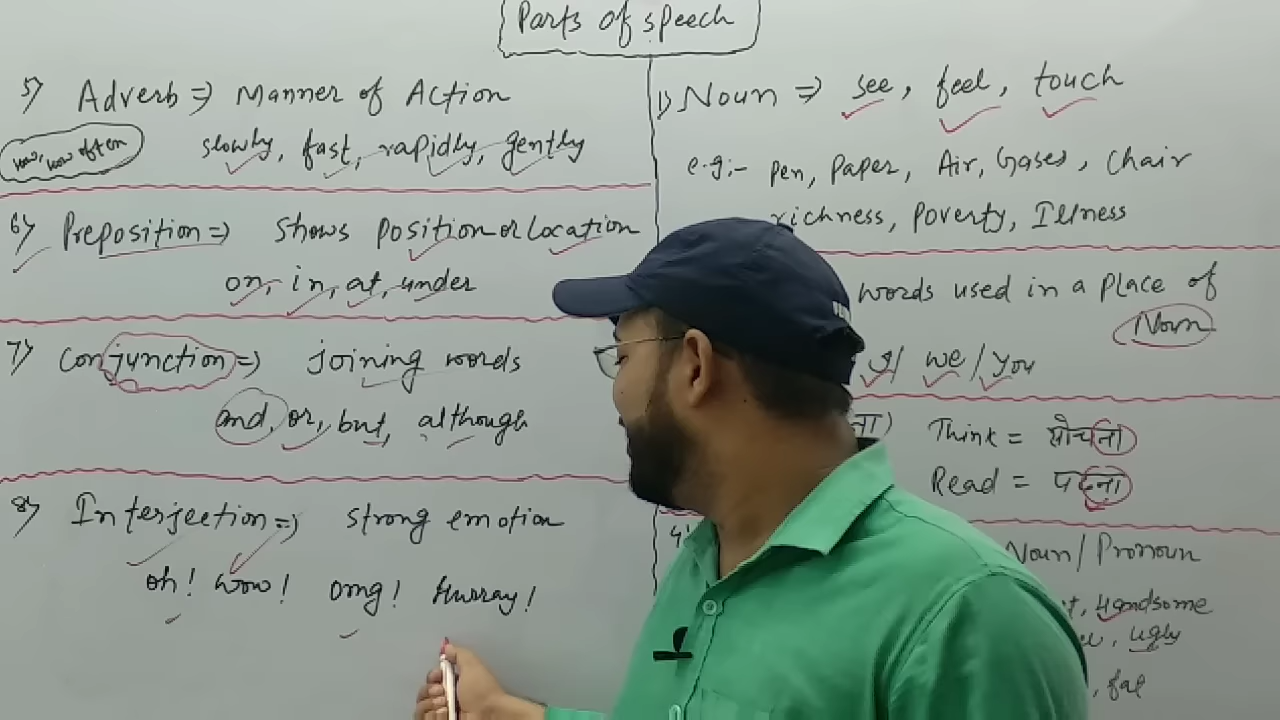 Parts of speech
5) Adverb => Manner of Action
how, how often
slowly, fast, rapidly, gently
6) Preposition => shows position or location
on, in, at, under
7) conjunction => joining words
and, or, but, although
8) Interjection => strong emotion
oh! wow! omg! Hurray!
1) Noun => see, feel, touch
e.g:- pen, paper, Air, Gases, chair
richness, poverty, Illness
words used in a place of
Noun
I/ we / you
ना) Think = सोचना
Read = पढना
4)
Noun/ Pronoun
Handsome
ugly